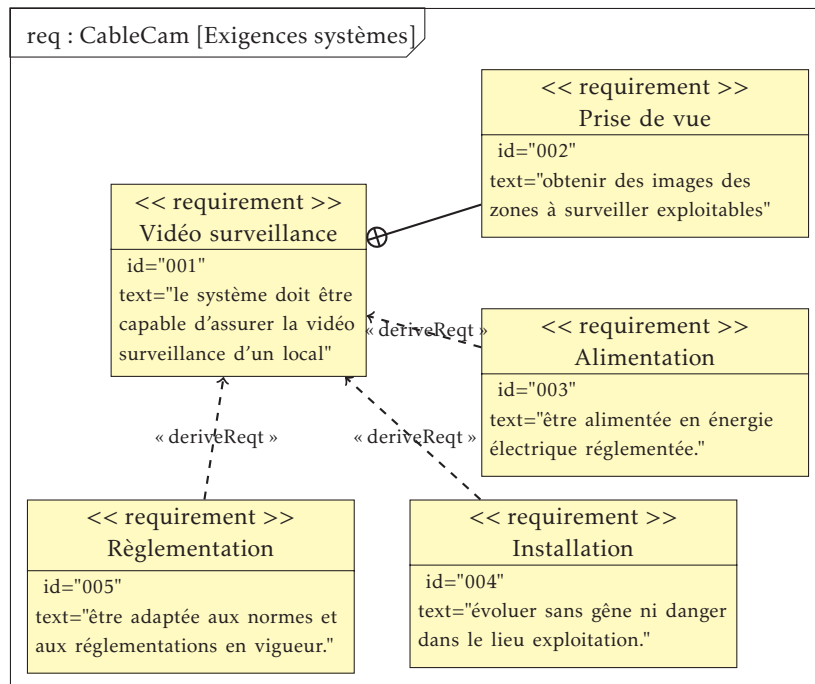 req : CableCam [Exigences systèmes]
<< requirement >>
Prise de vue
id="002"
text="obtenir des images des
zones à surveiller exploitables"
<< requirement >>
Vidéo surveillance
id="001"
text="le système doit être
capable d'assurer la vidéo
surveillance d'un local"
« deriveReqt »
<< requirement >>
Alimentation
id="003"
text="être alimentée en énergie
électrique réglementée."
« deriveReqt »
« deriveReqt »
<< requirement >>
Règlementation
id="005"
text="être adaptée aux normes et
aux réglementations en vigueur."
<< requirement >>
Installation
id="004"
text="évoluer sans gêne ni danger
dans le lieu exploitation."